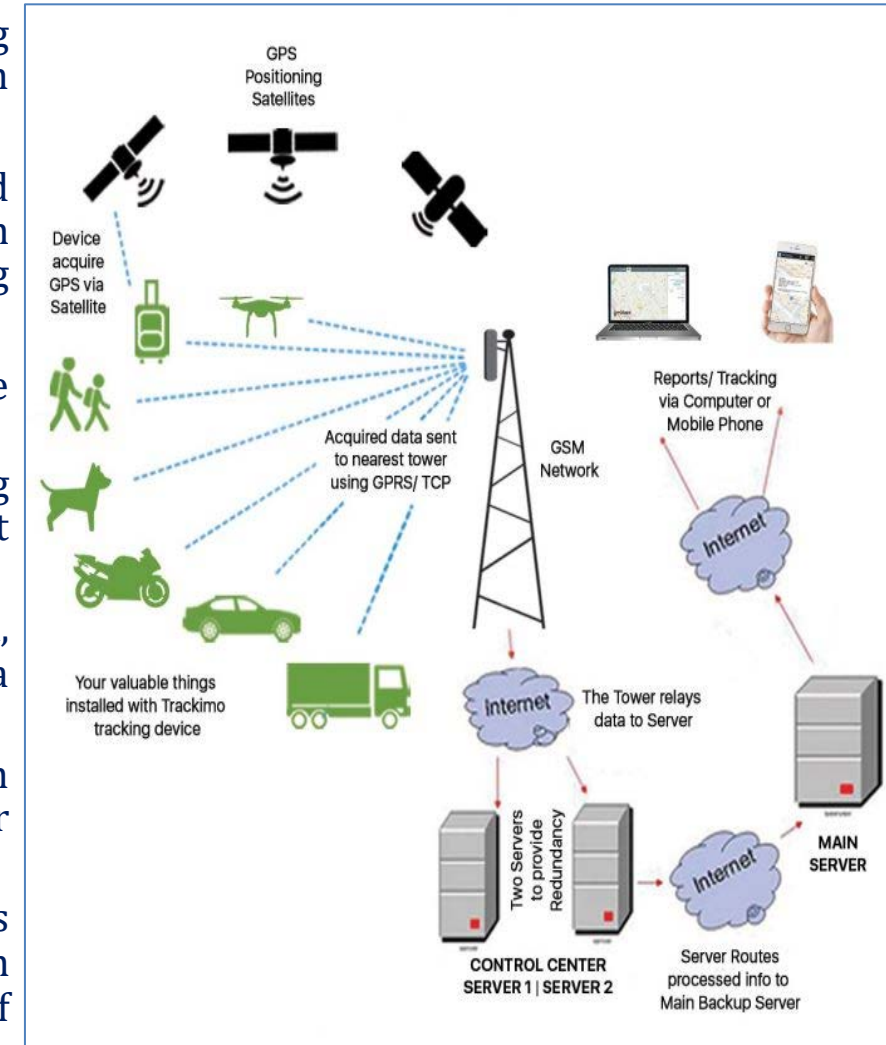 g
n
d
n
g
e
g
t
,
a
n
r
s
n
f
GPS
Positioning
Satellites
Device
acquire
GPS via
Satellite
Acquired data sent
to nearest tower
using GPRS/ TCP
GSM
Network
Reports/ Tracking
via Computer or
Mobile Phone
Internet
Your valuable things
installed with Trackimo
tracking device
Internet
The Tower relays
data to Server
Two Servers
to provide
Redundancy
server
server
CONTROL CENTER
SERVER 1 | SERVER 2
Internet
Server Routes
processed info to
Main Backup Server
server
MAIN
SERVER